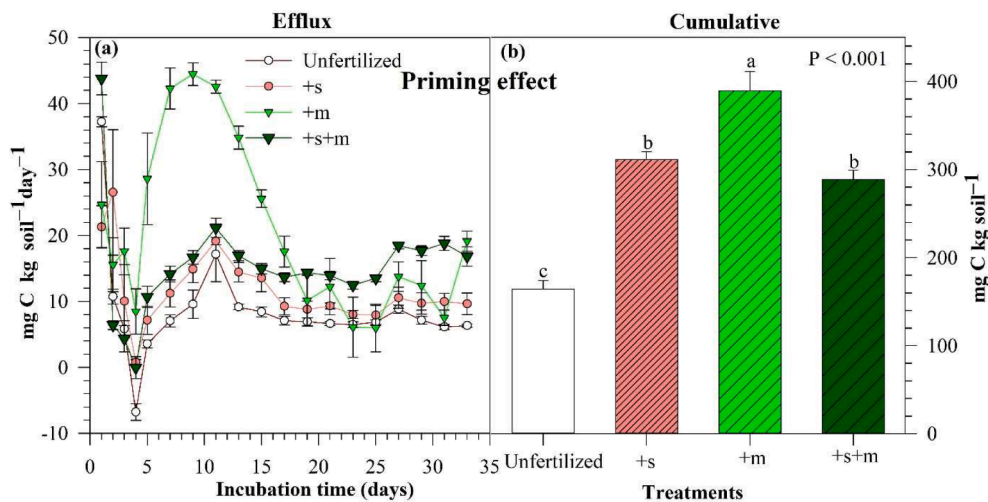 Efflux
Cumulative
Priming effect
(a)
Unfertilized
+s
+m
+s+m
50
40
30
20
10
0
-10
mg C kg soil⁻¹day⁻¹
0 5 10 15 20 25 30 35
Incubation time (days)
(b)
P < 0.001
c
b
a
b
400
300
200
100
0
mg C kg soil⁻¹
Unfertilized +s +m +s+m
Treatments